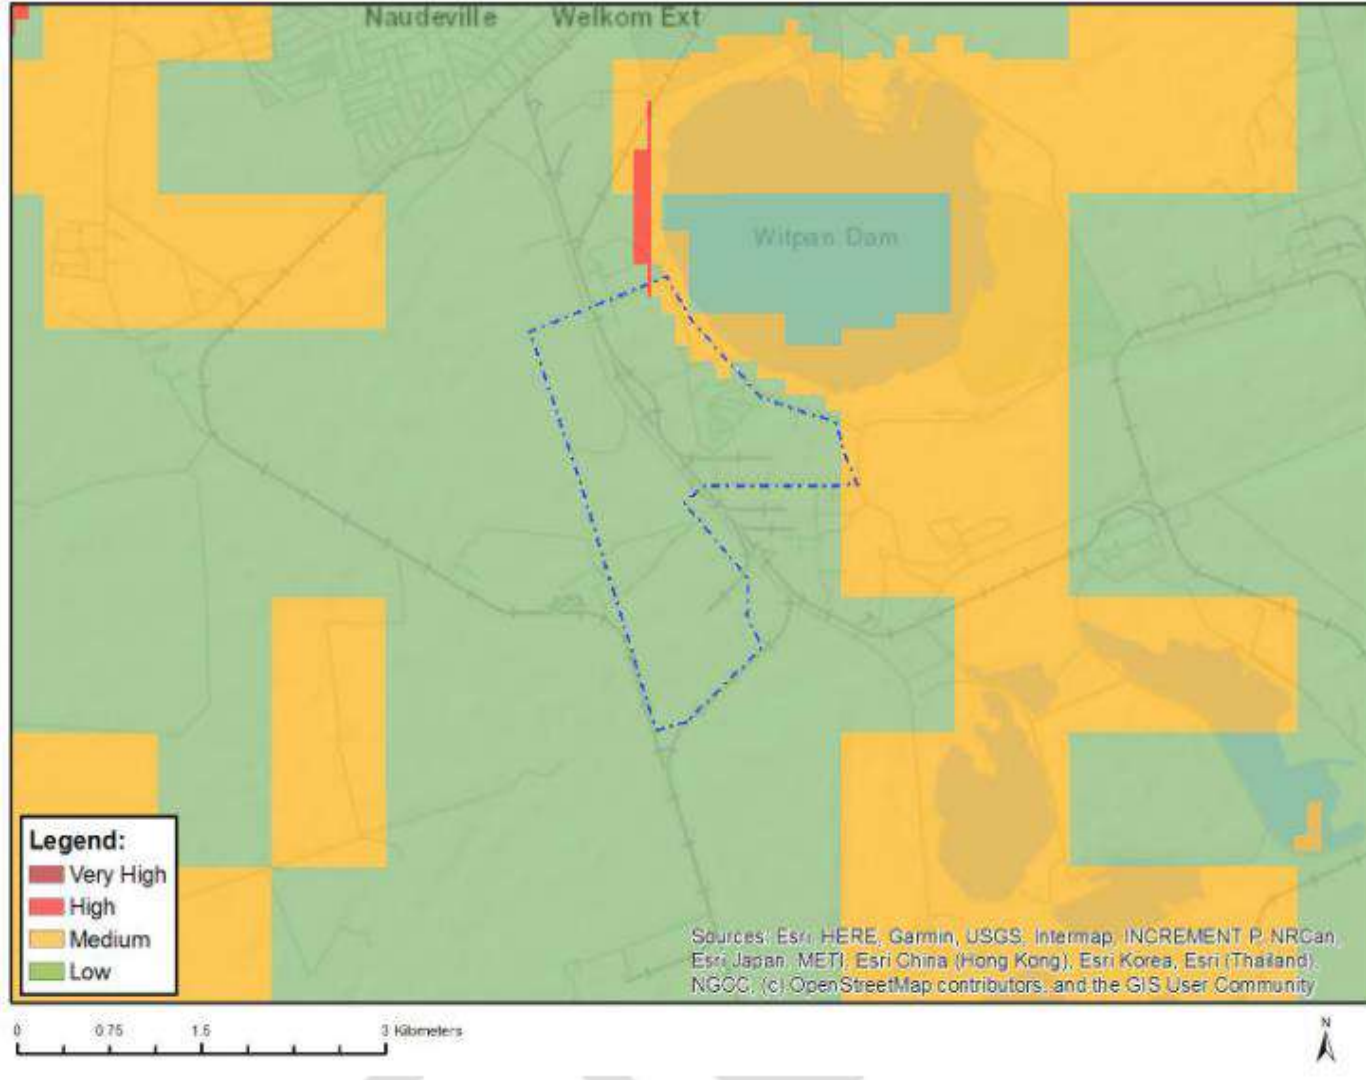 Naudeville Welkom Ext
Witpan Dam
Legend:
Very High
High
Medium
Low
Sources: Esri, HERE, Garmin, USGS, Intermap, INCREMENT P, NRCan,
Esri Japan, METI, Esri China (Hong Kong), Esri Korea, Esri (Thailand),
NGCC, (c) OpenStreetMap contributors, and the GIS User Community
0 0.75 1.5 3 Kilometers
N